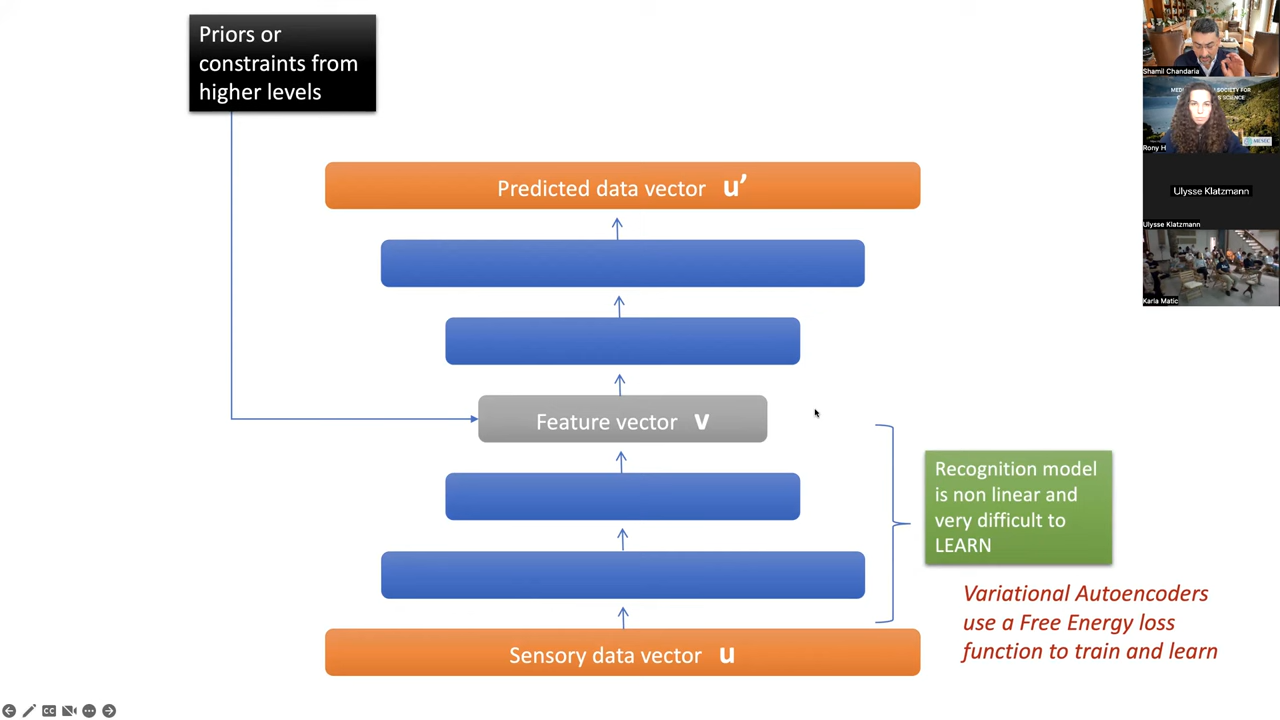 Priors or
constraints from
higher levels
Predicted data vector u’
Feature vector v
Recognition model
is non linear and
very difficult to
LEARN
Variational Autoencoders
use a Free Energy loss
function to train and learn
Sensory data vector u
Shamil Chandaria
Rony H
Ulysse Klatzmann
Ulysse Klatzmann
Karla Matic
CC